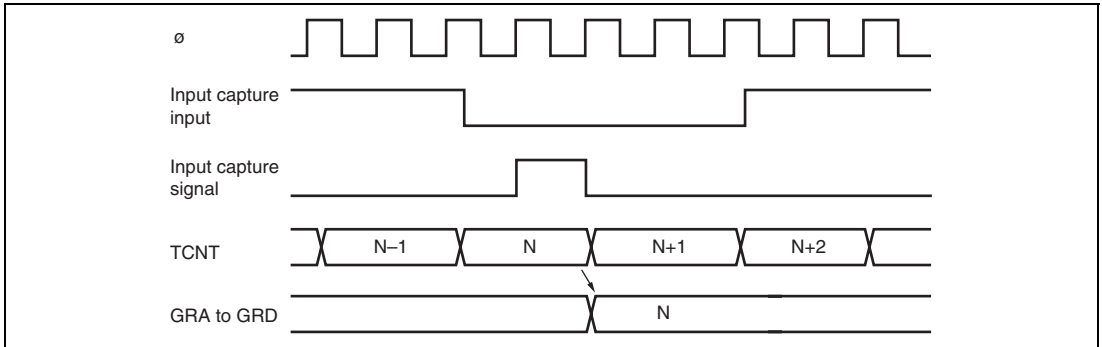 ø
Input capture
input
Input capture
signal
TCNT N–1 N N+1 N+2
GRA to GRD N